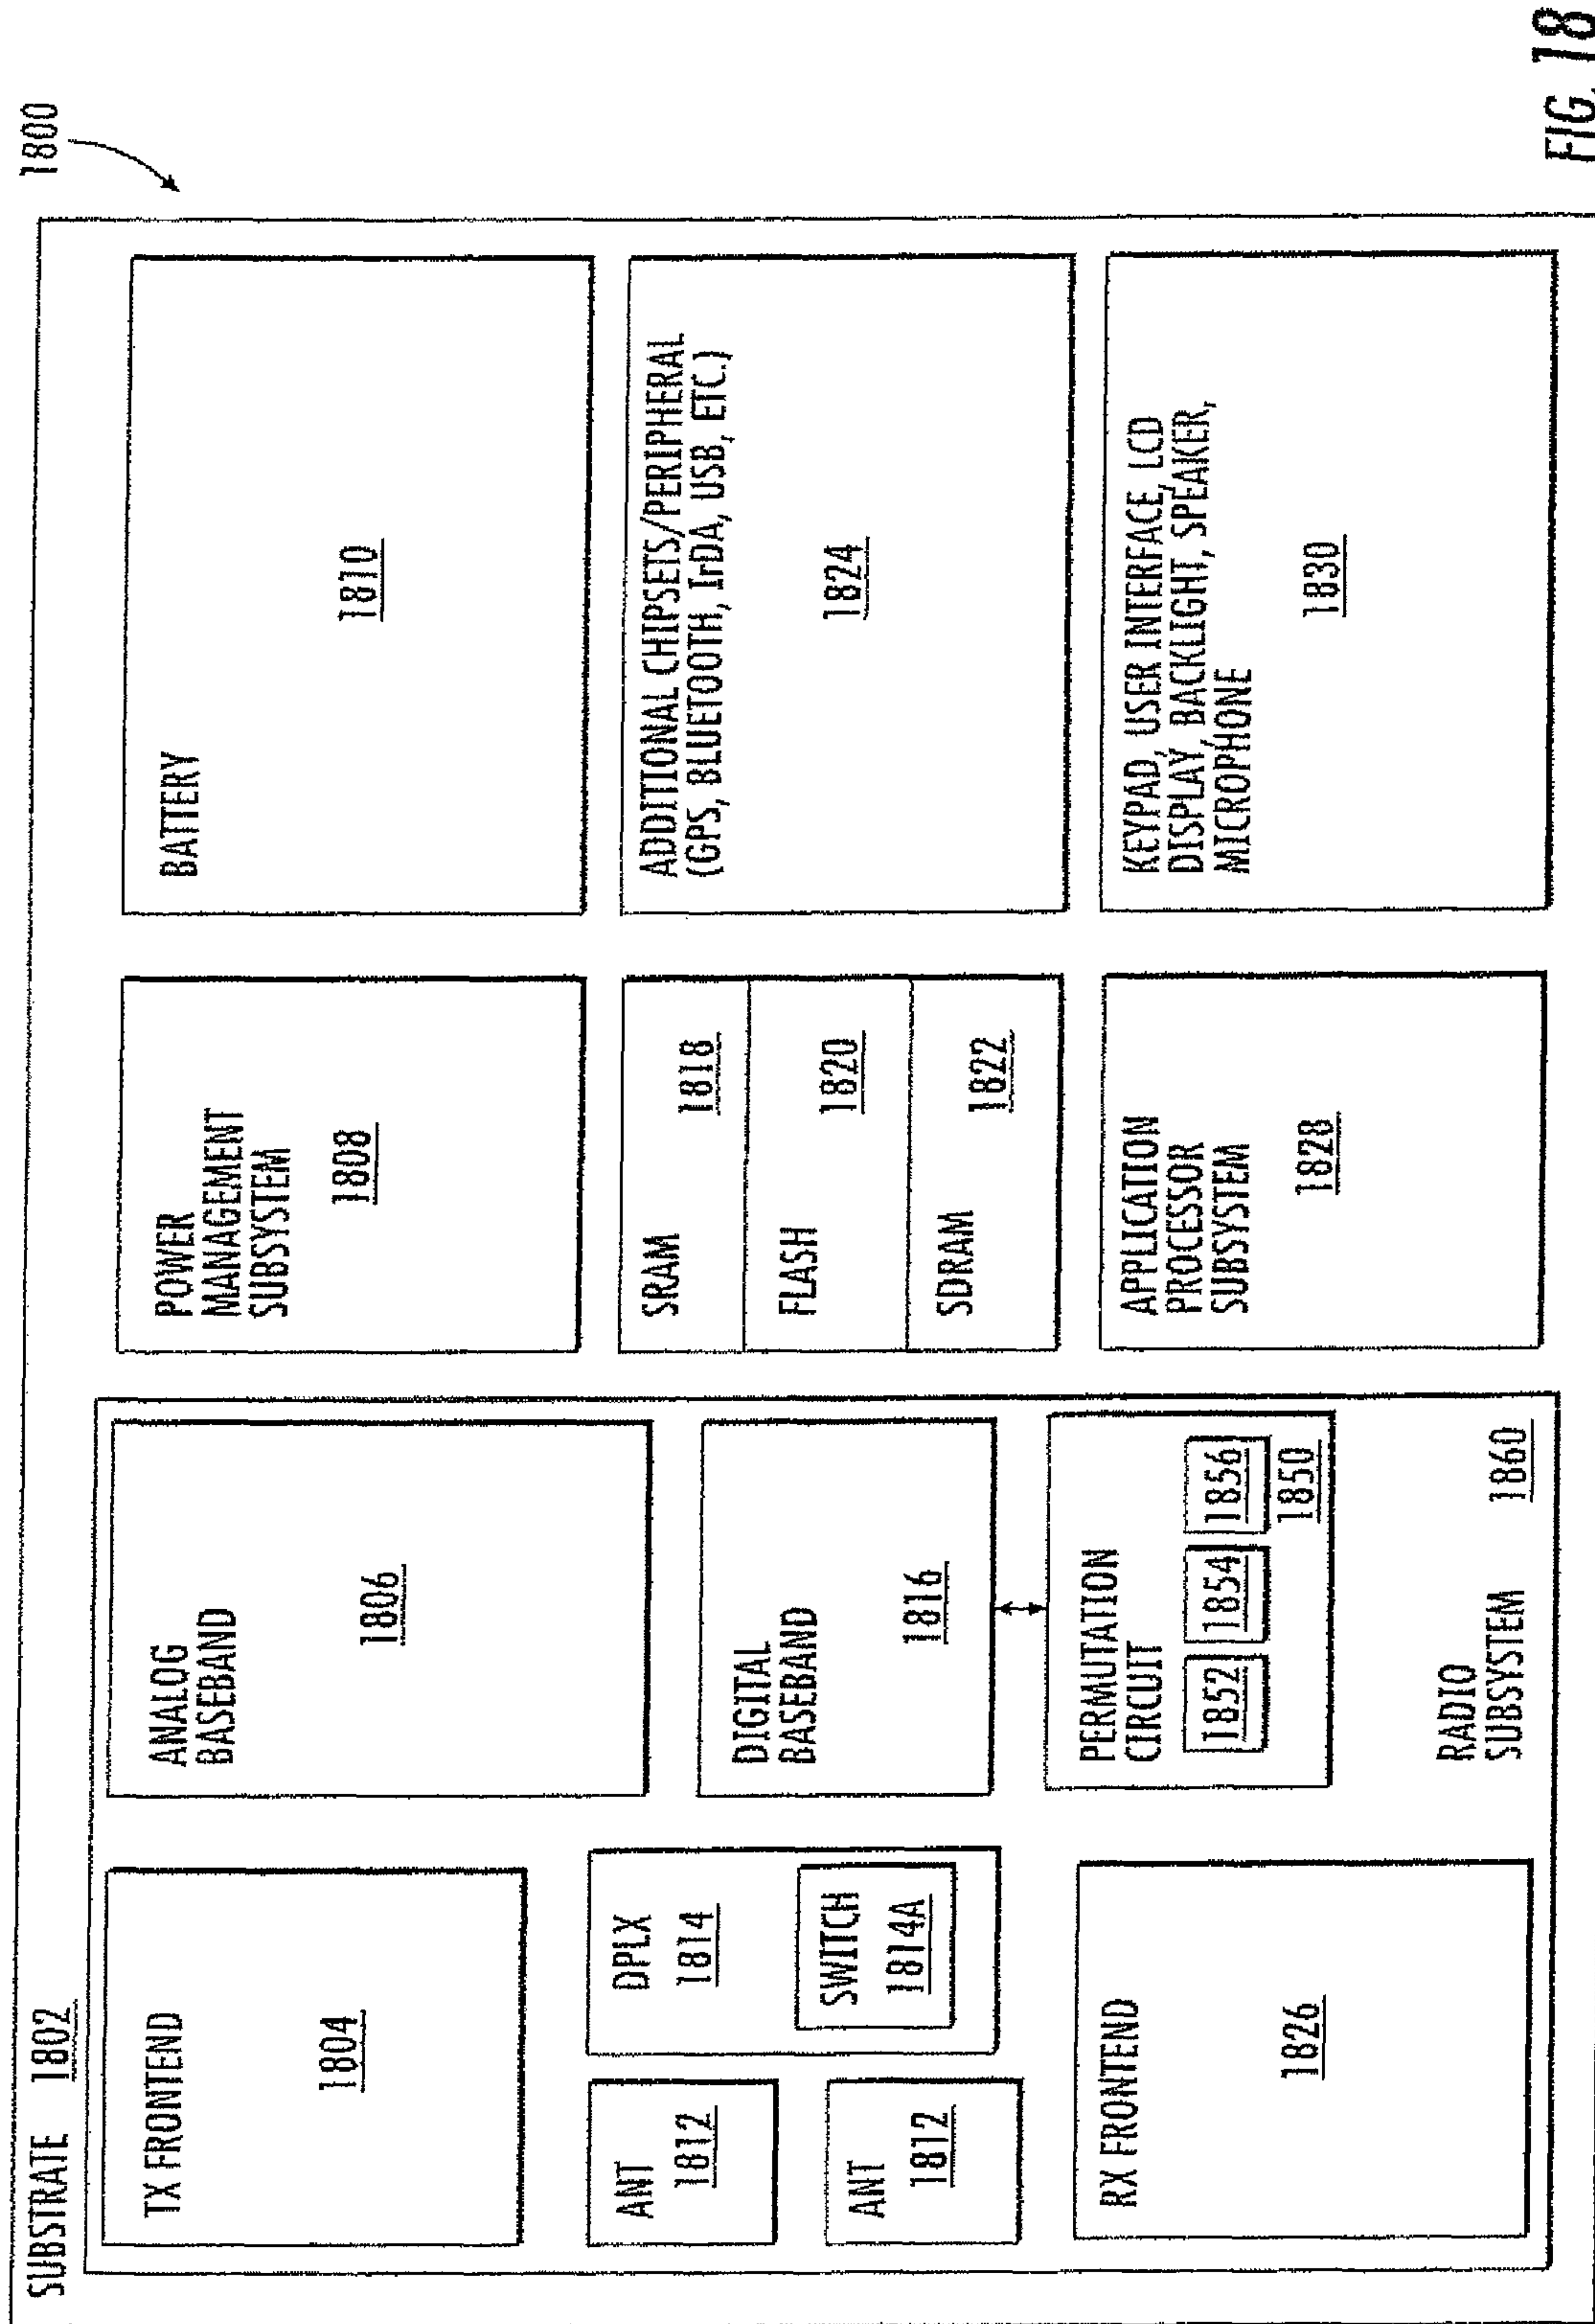 1800
SUBSTRATE 1802
TX FRONTEND
1804
ANALOG
BASEBAND
1806
POWER
MANAGEMENT
SUBSYSTEM
1808
BATTERY
1810
ANT
1812
ANT
1812
DPLX
1814
SWITCH
1814A
DIGITAL
BASEBAND
1816
SRAM
1818
FLASH
1820
SDRAM
1822
ADDITIONAL CHIPSETS/PERIPHERAL
(GPS, BLUETOOTH, IrDA, USB, ETC.)
1824
RX FRONTEND
1826
PERMUTATION
CIRCUIT
1852 1854 1856
1850
RADIO
SUBSYSTEM 1860
APPLICATION
PROCESSOR
SUBSYSTEM
1828
KEYPAD, USER INTERFACE, LCD
DISPLAY, BACKLIGHT, SPEAKER,
MICROPHONE
1830
FIG. 18